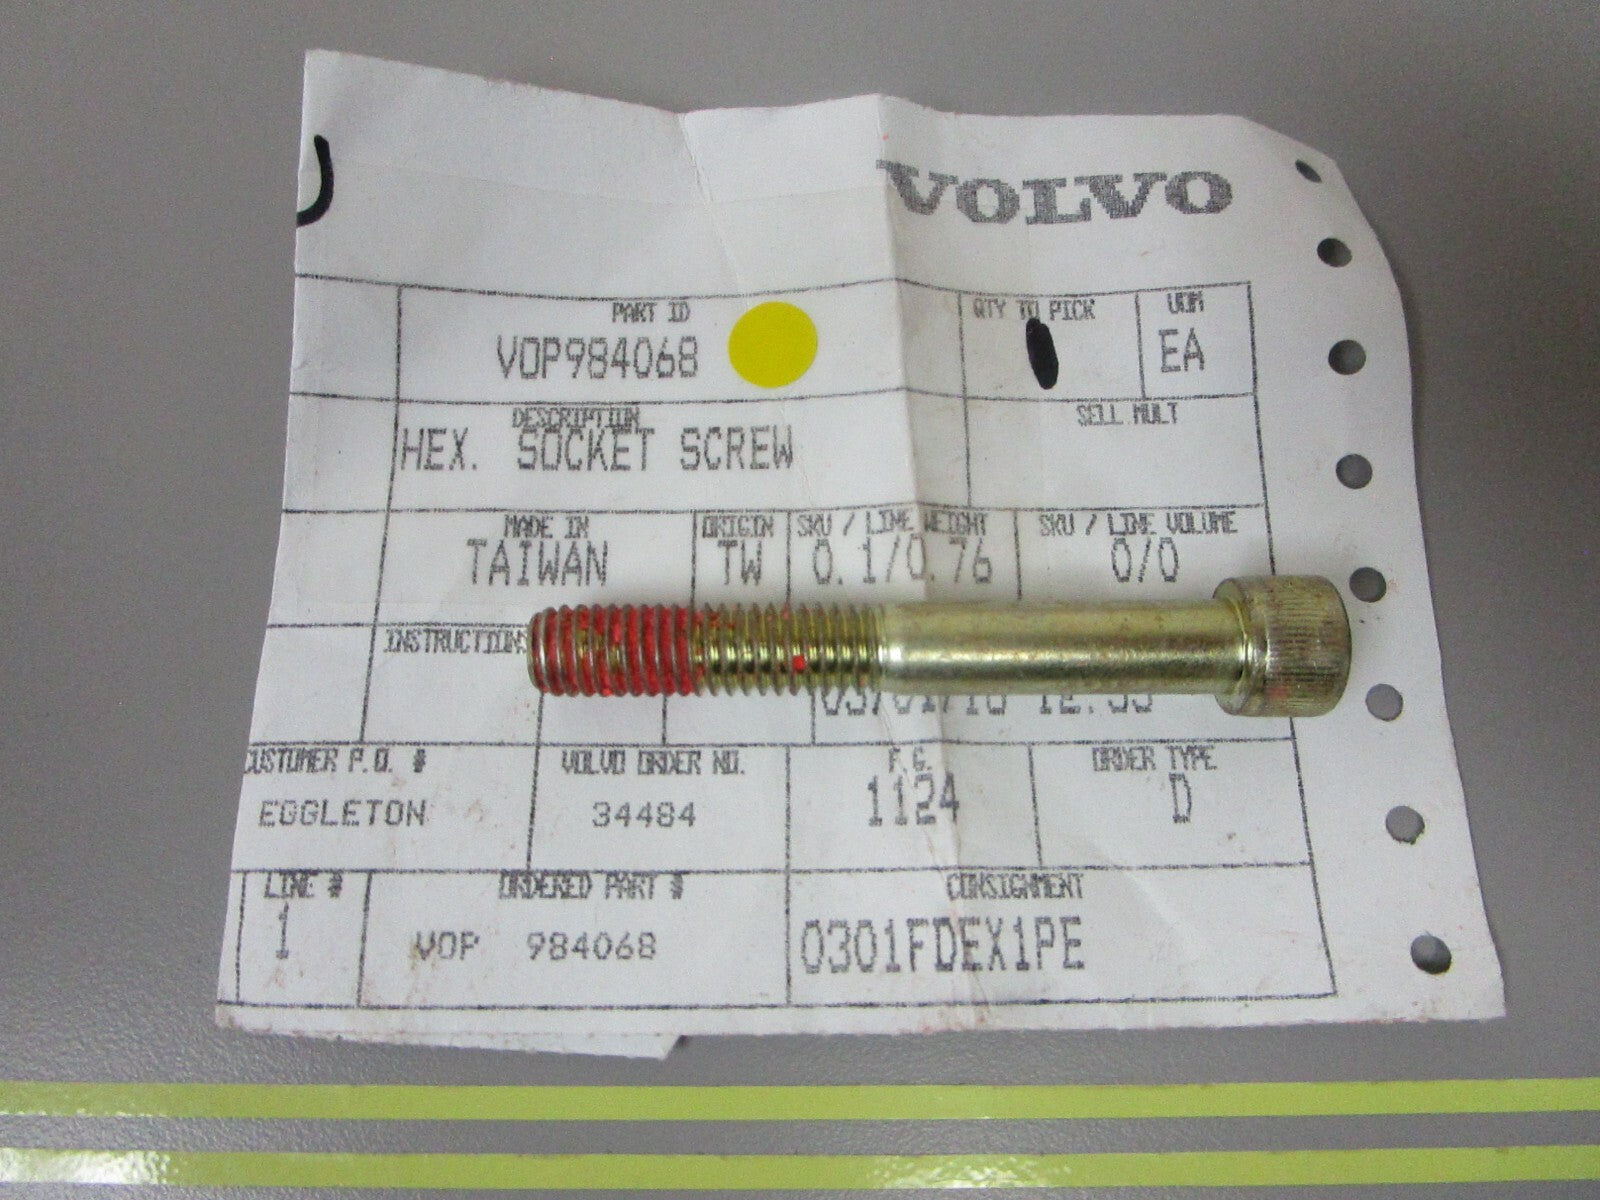 VOLVO
PART ID QTY TO PICK UOM
VOP984068 EA
DESCRIPTION SELL MULT
HEX. SOCKET SCREW
MADE IN ORIGIN SKU / LINE WEIGHT SKU / LINE VOLUME
TAIWAN TW 0.1/0.76 0/0
INSTRUCTIONS
CUSTOMER P.O. # VOLVO ORDER NO. F.G. ORDER TYPE
EGGLETON 34484 1124 D
LINE # ORDERED PART # CONSIGNMENT
1 VOP 984068 0301FDEX1PE